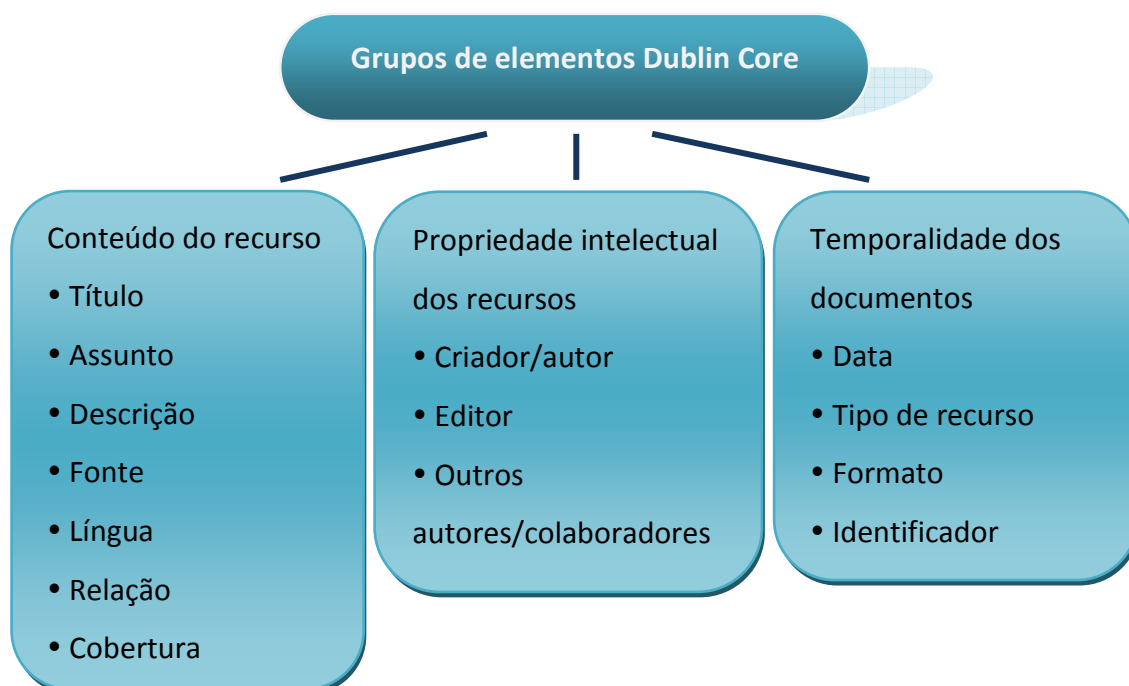 Grupos de elementos Dublin Core
Conteúdo do recurso
• Título
• Assunto
• Descrição
• Fonte
• Língua
• Relação
• Cobertura
Propriedade intelectual
dos recursos
• Criador/autor
• Editor
• Outros
autores/colaboradores
Temporalidade dos
documentos
• Data
• Tipo de recurso
• Formato
• Identificador